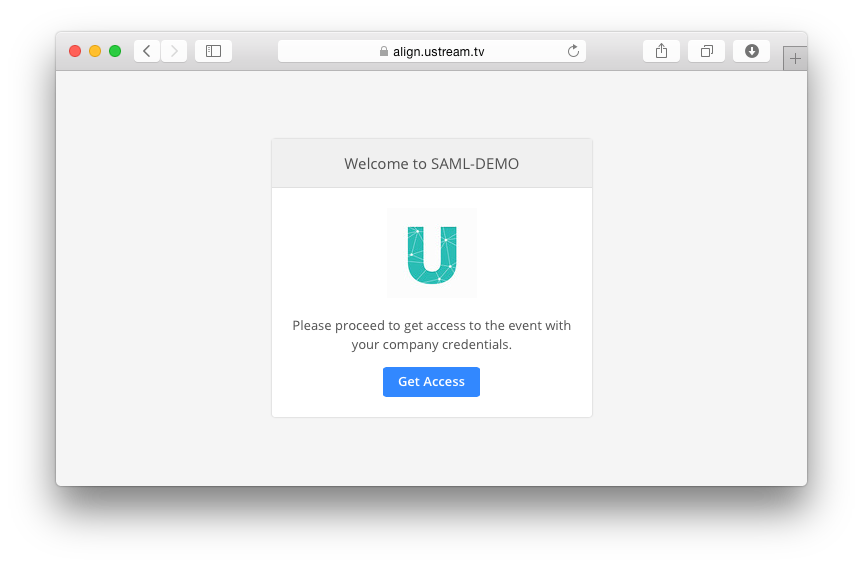 align.ustream.tv
Welcome to SAML-DEMO
U
Please proceed to get access to the event with
your company credentials.
Get Access